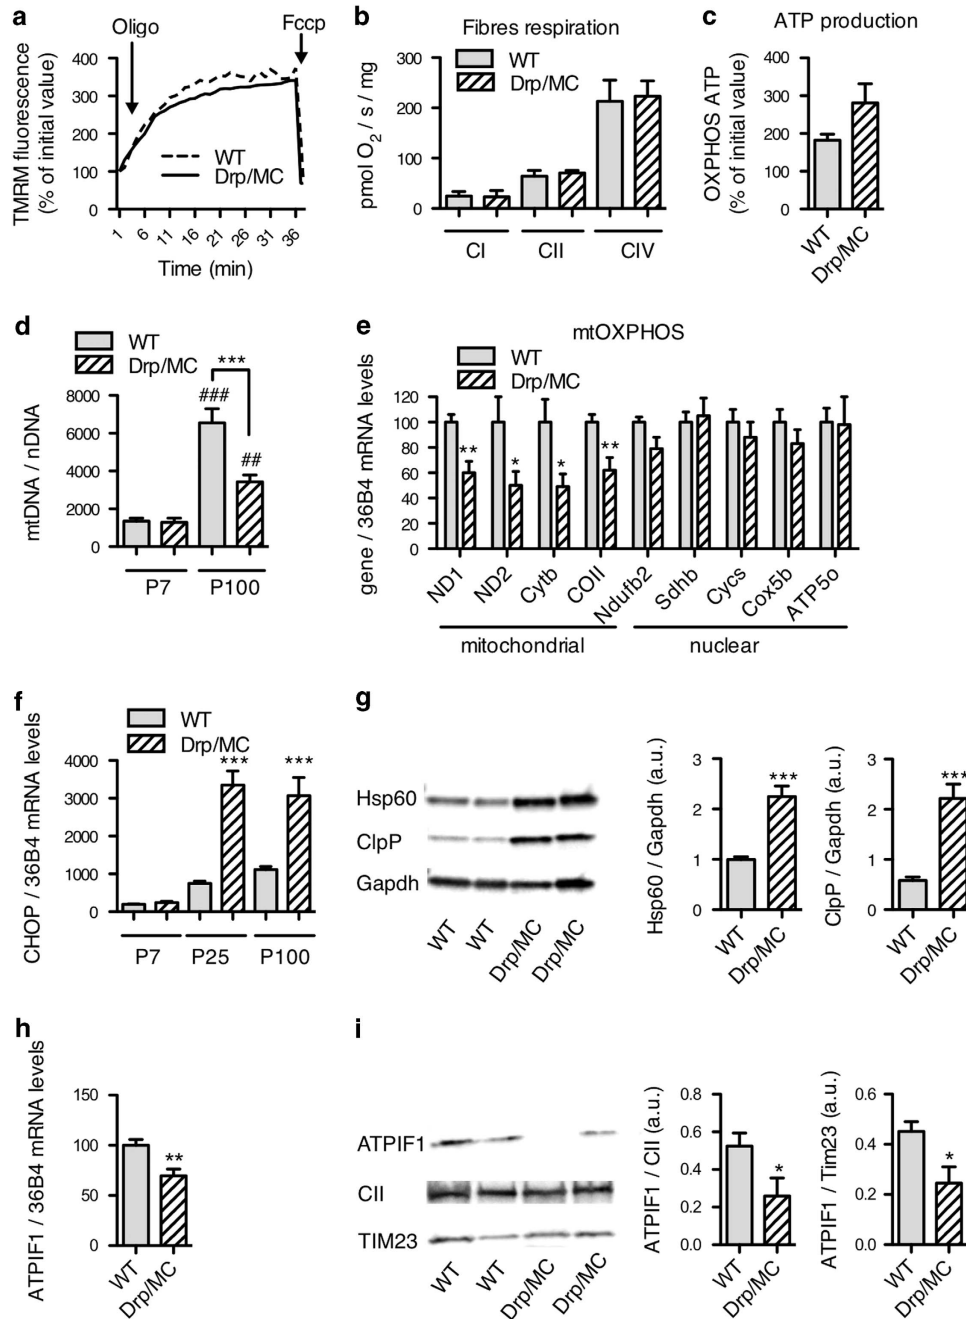 a
Oligo
Fccp
TMRM fluorescence
(% of initial value)
400
300
200
100
0
WT
Drp/MC
1 6 11 16 21 26 31 36
Time (min)
b
Fibres respiration
WT
Drp/MC
pmol O2 / s / mg
300
200
100
0
CI CII CIV
c
ATP production
OXPHOS ATP
(% of initial value)
400
300
200
100
0
WT Drp/MC
d
WT
Drp/MC
mtDNA / nDNA
8000
6000
4000
2000
0
### *** ##
P7 P100
e
mtOXPHOS
WT
Drp/MC
gene / 36B4 mRNA levels
120
100
80
60
40
20
0
** * * **
ND1 ND2 Cytb COII Ndufb2 Sdhb Cycs Cox5b ATP5o
mitochondrial nuclear
f
WT
Drp/MC
CHOP / 36B4 mRNA levels
4000
3000
2000
1000
0
*** ***
P7 P25 P100
g
Hsp60
ClpP
Gapdh
WT WT Drp/MC Drp/MC
Hsp60 / Gapdh (a.u.)
3
2
1
0
***
WT Drp/MC
ClpP / Gapdh (a.u.)
3
2
1
0
***
WT Drp/MC
h
ATPIF1 / 36B4 mRNA levels
150
100
50
0
**
WT Drp/MC
i
ATPIF1
CII
TIM23
WT WT Drp/MC Drp/MC
ATPIF1 / CII (a.u.)
0.8
0.6
0.4
0.2
0.0
*
WT Drp/MC
ATPIF1 / Tim23 (a.u.)
0.6
0.4
0.2
0.0
*
WT Drp/MC